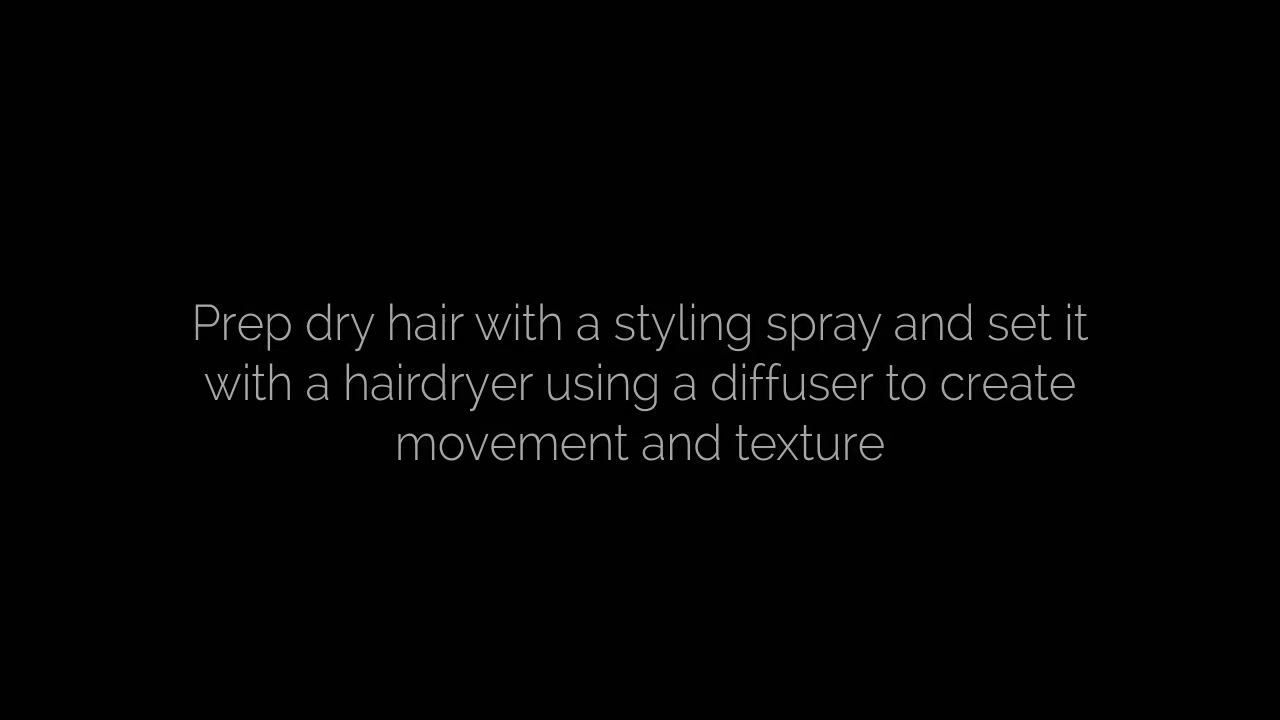 Prep dry hair with a styling spray and set it
with a hairdryer using a diffuser to create
movement and texture